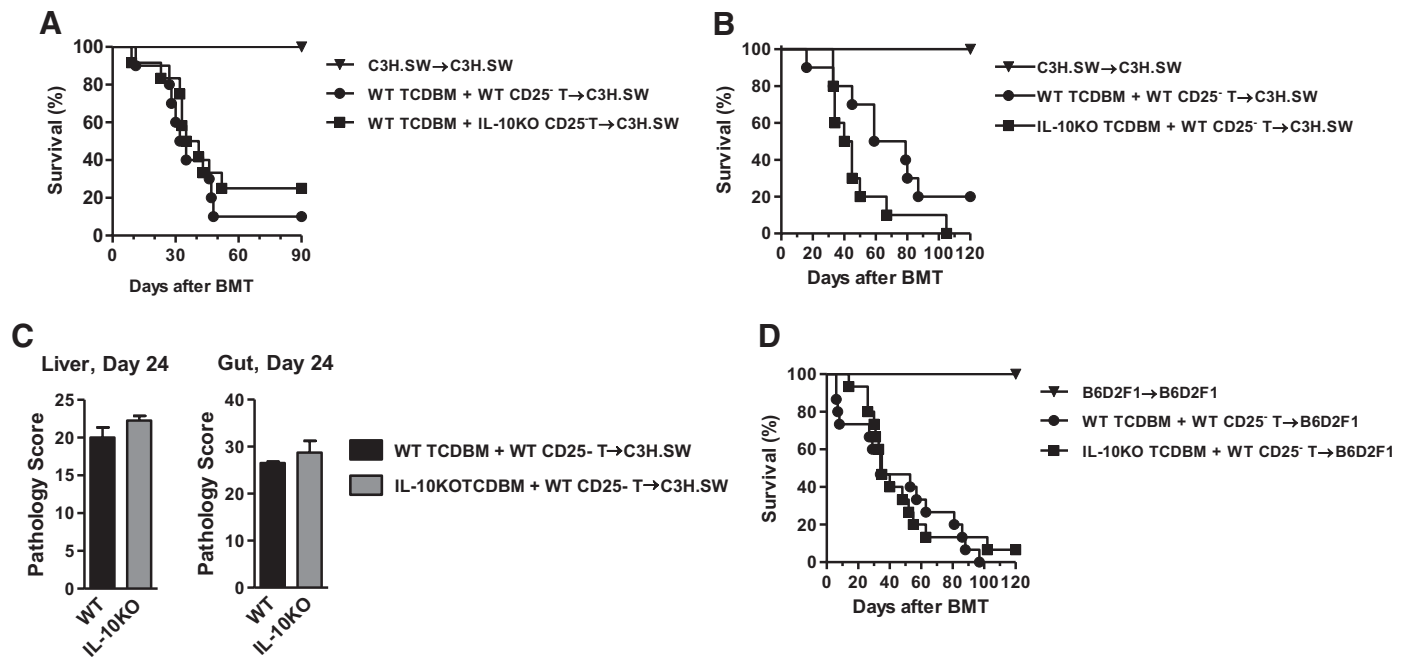 A
100
80
60
40
20
0
Survival (%)
0 30 60 90
Days after BMT
C3H.SW→C3H.SW
WT TCDBM + WT CD25⁻ T→C3H.SW
WT TCDBM + IL-10KO CD25⁻T→C3H.SW
B
100
80
60
40
20
0
Survival (%)
0 20 40 60 80 100 120
Days after BMT
C3H.SW→C3H.SW
WT TCDBM + WT CD25⁻ T→C3H.SW
IL-10KO TCDBM + WT CD25⁻ T→C3H.SW
C
Liver, Day 24
25
20
15
10
5
0
Pathology Score
WT
IL-10KO
Gut, Day 24
40
30
20
10
0
Pathology Score
WT
IL-10KO
WT TCDBM + WT CD25- T→C3H.SW
IL-10KOTCDBM + WT CD25- T→C3H.SW
D
100
80
60
40
20
0
Survival (%)
0 20 40 60 80 100 120
Days after BMT
B6D2F1→B6D2F1
WT TCDBM + WT CD25⁻ T→B6D2F1
IL-10KO TCDBM + WT CD25⁻ T→B6D2F1